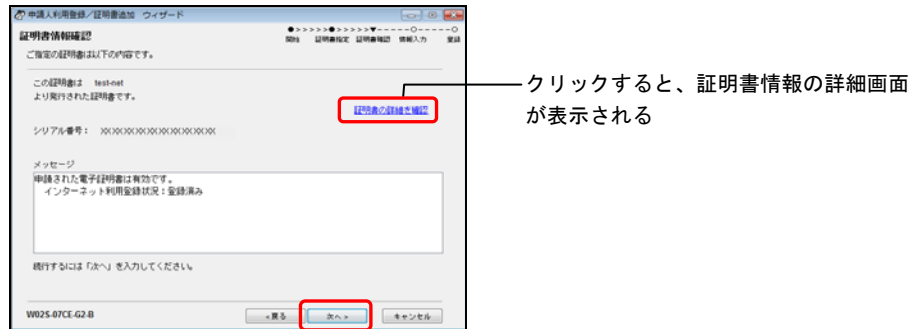 申請人利用登録／証明書追加 ウィザード
証明書情報確認
●>>>>>●>>>>>▼-----○-----○
開始 証明書指定 証明書確認 情報入力 登録
ご指定の証明書は以下の内容です。
この証明書は test-net
より発行された証明書です。
証明書の詳細を確認
クリックすると、証明書情報の詳細画面
が表示される
シリアル番号： XXXXXXXXXXXXXXXXXXXX
メッセージ
申請された電子証明書は有効です。
インターネット利用登録状況：登録済み
続行するには「次へ」を入力してください。
W02S-07CE-G2-B
<戻る
次へ>
キャンセル